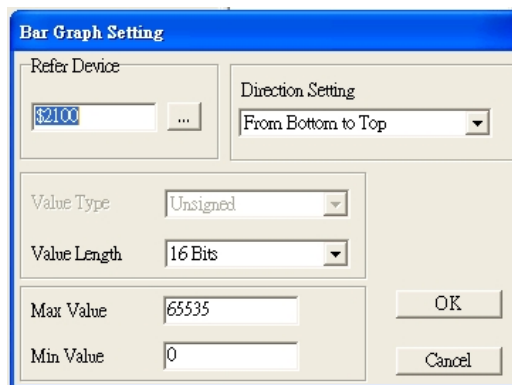 Bar Graph Setting
Refer Device
$2100
...
Direction Setting
From Bottom to Top
Value Type
Unsigned
Value Length
16 Bits
Max Value
65535
Min Value
0
OK
Cancel